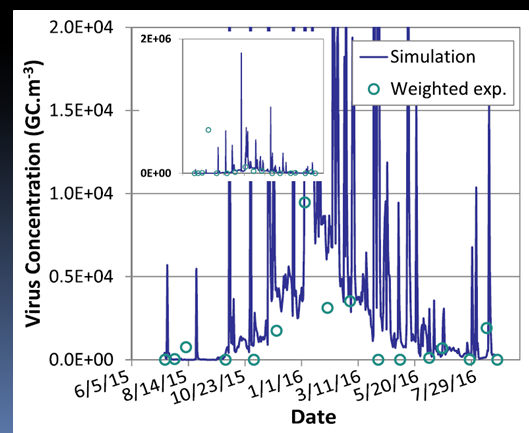 2.0E+04
1.5E+04
1.0E+04
0.5E+04
0.0E+00
Virus Concentration (GC.m-³)
2E+06
0E+00
Simulation
Weighted exp.
6/5/15
8/14/15
10/23/15
1/1/16
3/11/16
5/20/16
7/29/16
Date